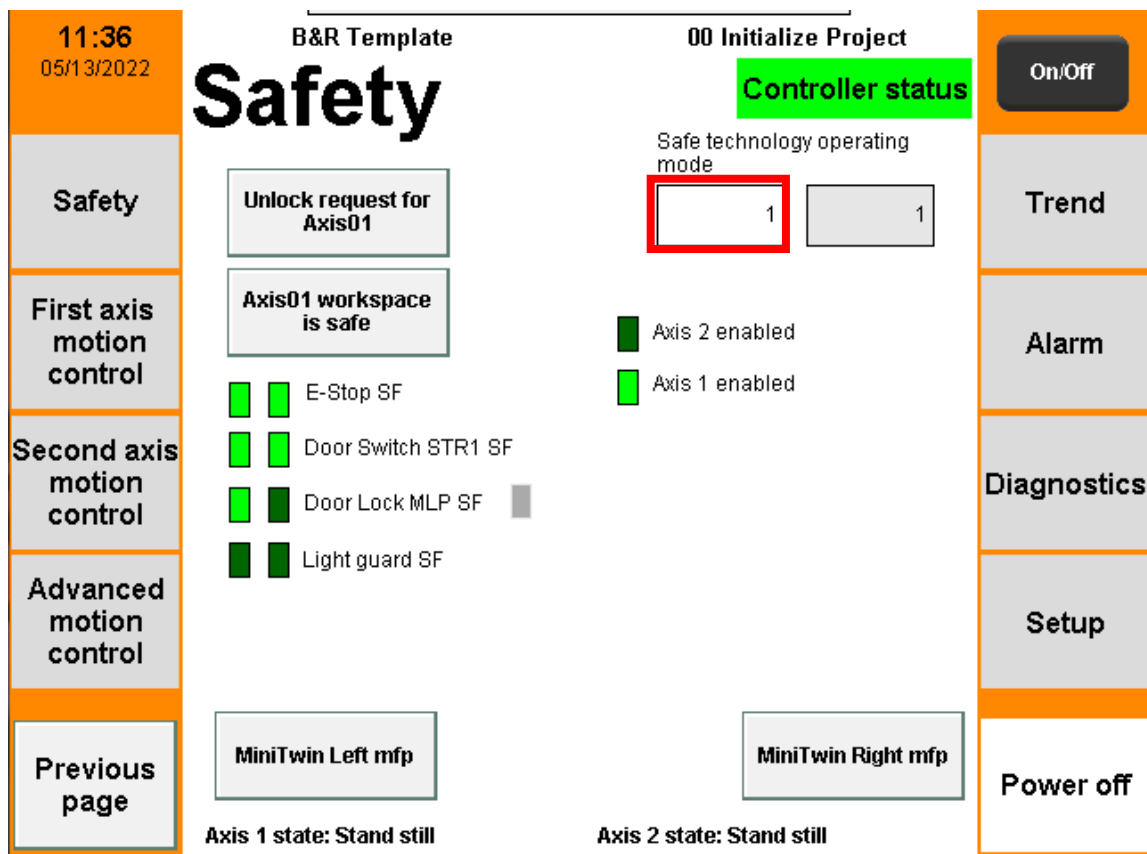 11:36
05/13/2022
B&R Template
00 Initialize Project
Safety
Controller status
On/Off
Safe technology operating
mode
1
1
Safety
Unlock request for
Axis01
Trend
Axis01 workspace
is safe
First axis
motion
control
Axis 2 enabled
Axis 1 enabled
Alarm
E-Stop SF
Door Switch STR1 SF
Door Lock MLP SF
Light guard SF
Second axis
motion
control
Diagnostics
Advanced
motion
control
Setup
Previous
page
MiniTwin Left mfp
MiniTwin Right mfp
Power off
Axis 1 state: Stand still
Axis 2 state: Stand still